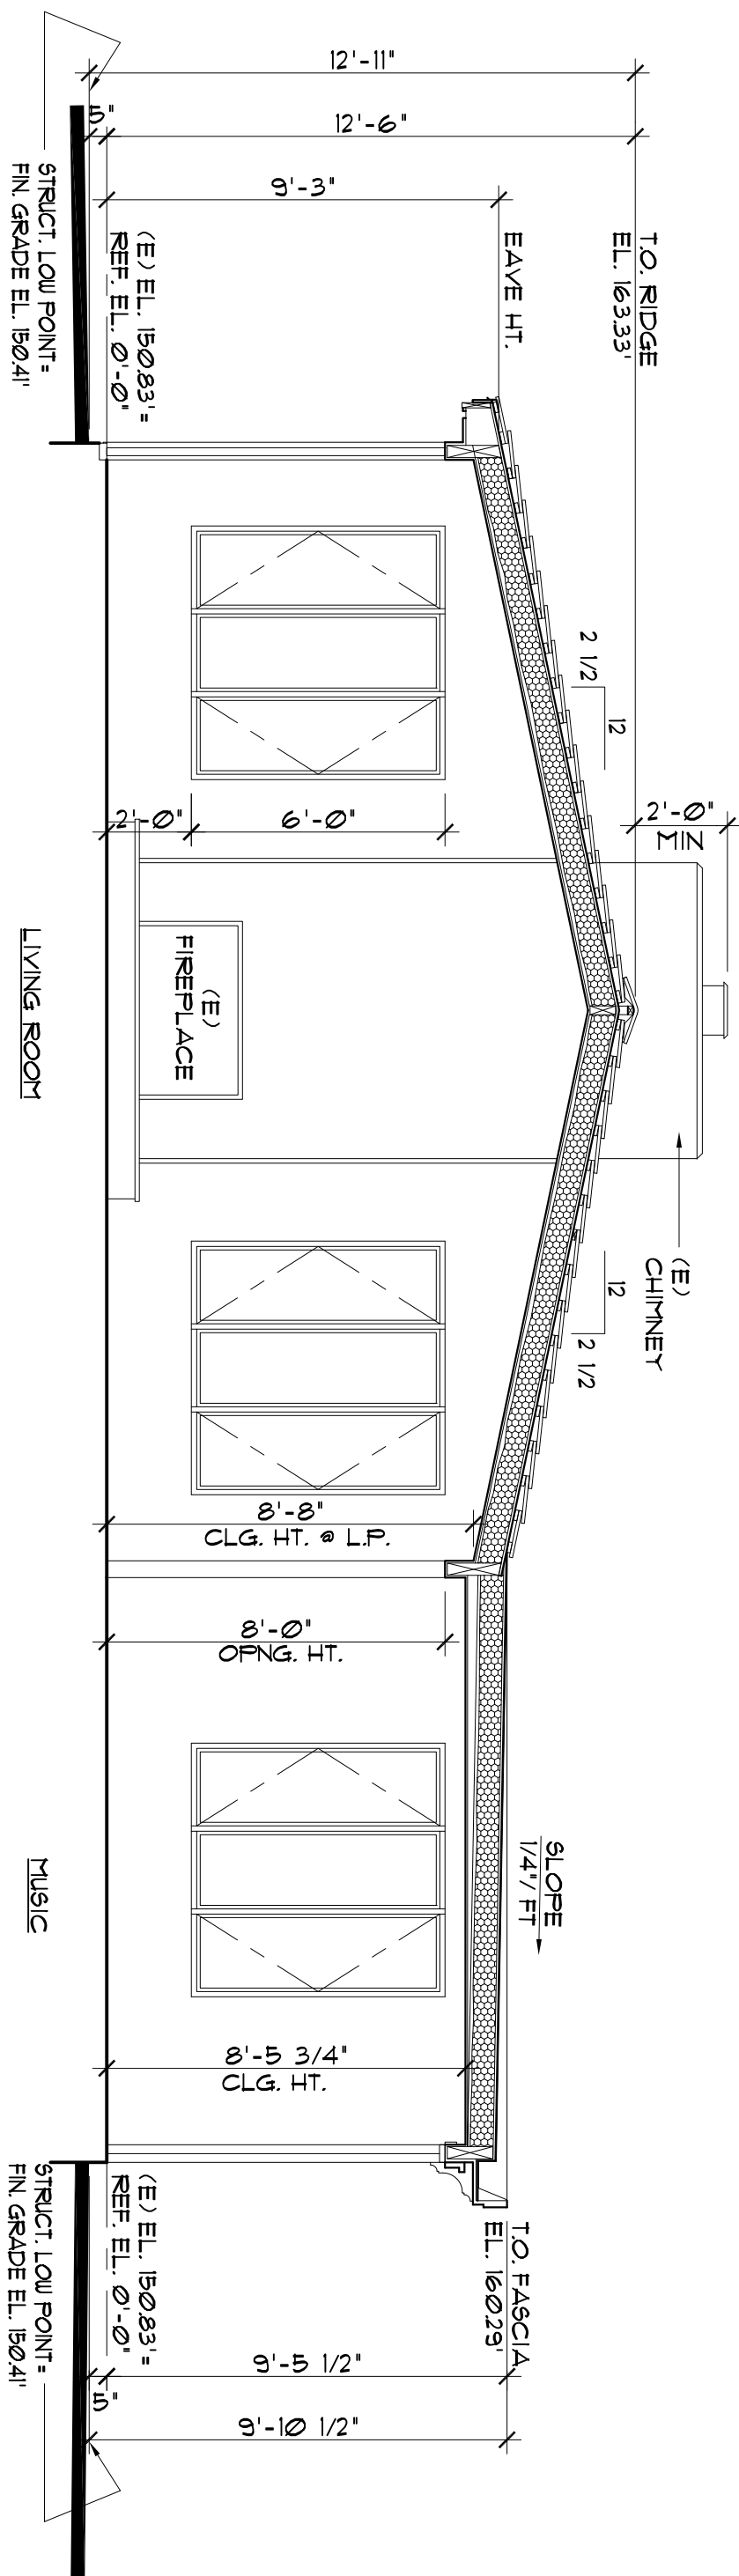 12'-11"
5"
12'-6"
9'-3"
T.O. RIDGE
EL. 163.33'
EAVE HT.
(E) EL. 150.83' =
REF. EL. 0'-0"
STRUCT. LOW POINT =
FIN. GRADE EL. 150.41'
2 1/2
12
2'-0"
MIN
2'-0"
6'-0"
(E)
FIREPLACE
LIVING ROOM
(E)
CHIMNEY
12
2 1/2
8'-8"
CLG. HT. @ L.P.
8'-0"
OPNG. HT.
SLOPE
1/4"/ FT
MUSIC
8'-5 3/4"
CLG. HT.
T.O. FASCIA
EL. 160.29'
(E) EL. 150.83' =
REF. EL. 0'-0"
STRUCT. LOW POINT =
FIN. GRADE EL. 150.41'
9'-5 1/2"
5"
9'-10 1/2"